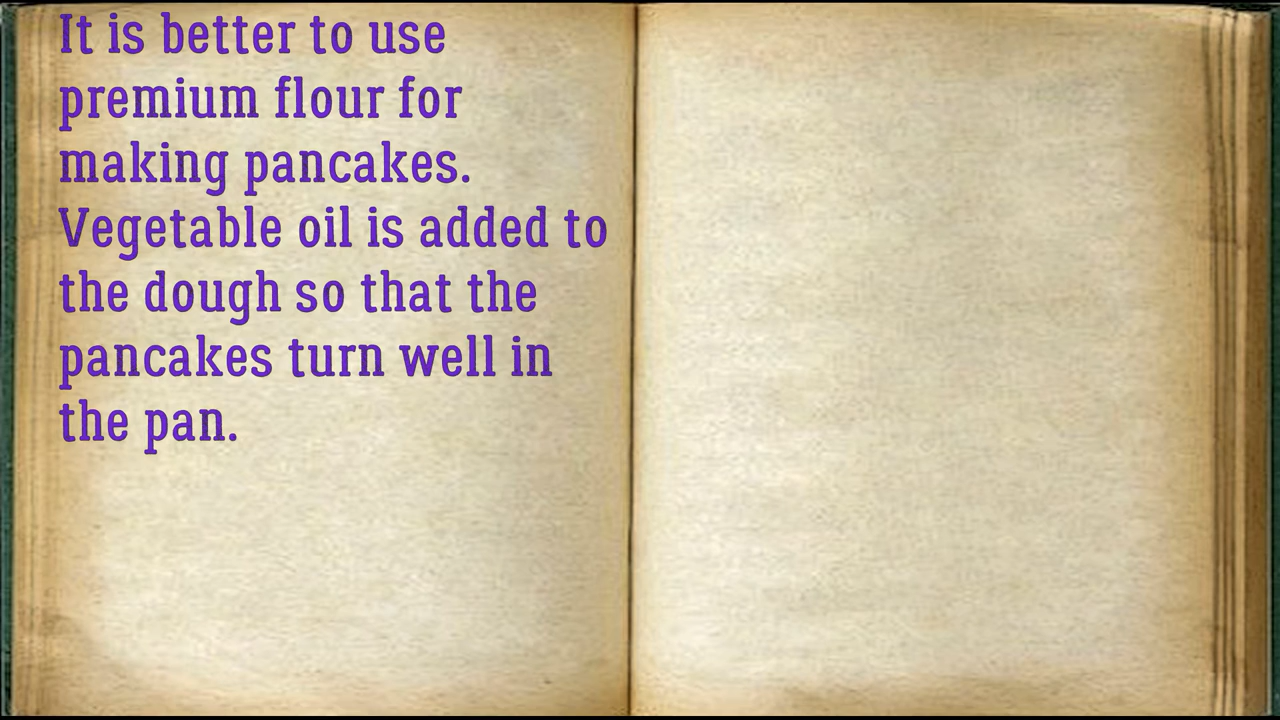 It is better to use
premium flour for
making pancakes.
Vegetable oil is added to
the dough so that the
pancakes turn well in
the pan.